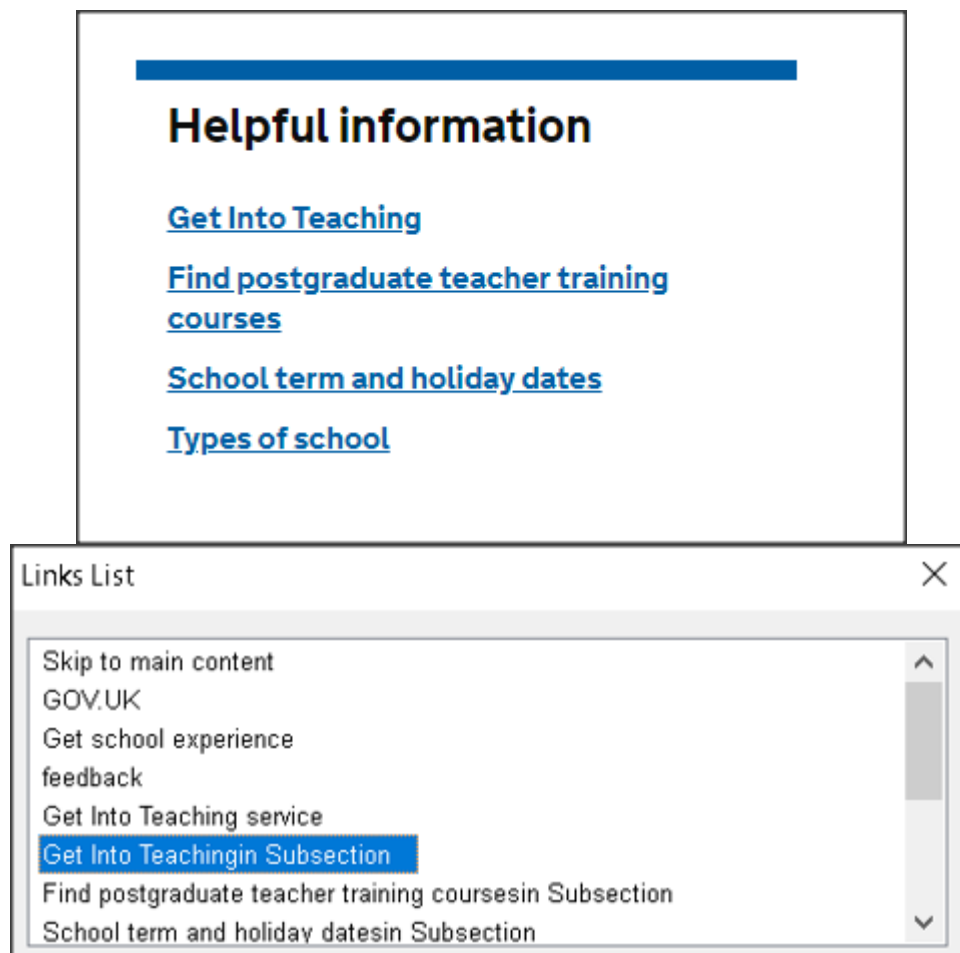 Helpful information
Get Into Teaching
Find postgraduate teacher training
courses
School term and holiday dates
Types of school
Links List
Skip to main content
GOV.UK
Get school experience
feedback
Get Into Teaching service
Get Into Teachingin Subsection
Find postgraduate teacher training coursesin Subsection
School term and holiday datesin Subsection